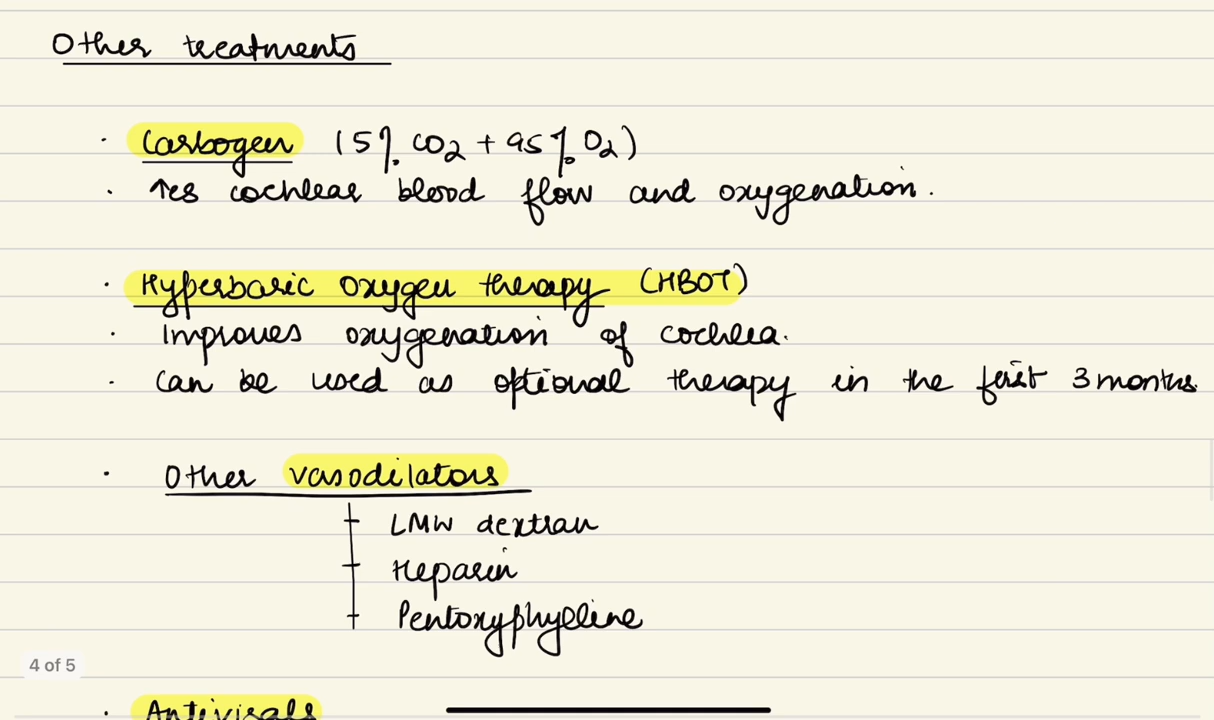 Other treatments
· Carbogen (5% CO2 + 95% O2)
· ↑es cochlear blood flow and oxygenation.
· Hyperbaric oxygen therapy (HBOT)
· Improves oxygenation of cochlea.
· Can be used as optional therapy in the first 3 months.
· Other vasodilators
LMW dextran
Heparin
Pentoxyphylline
4 of 5
· Antivirals